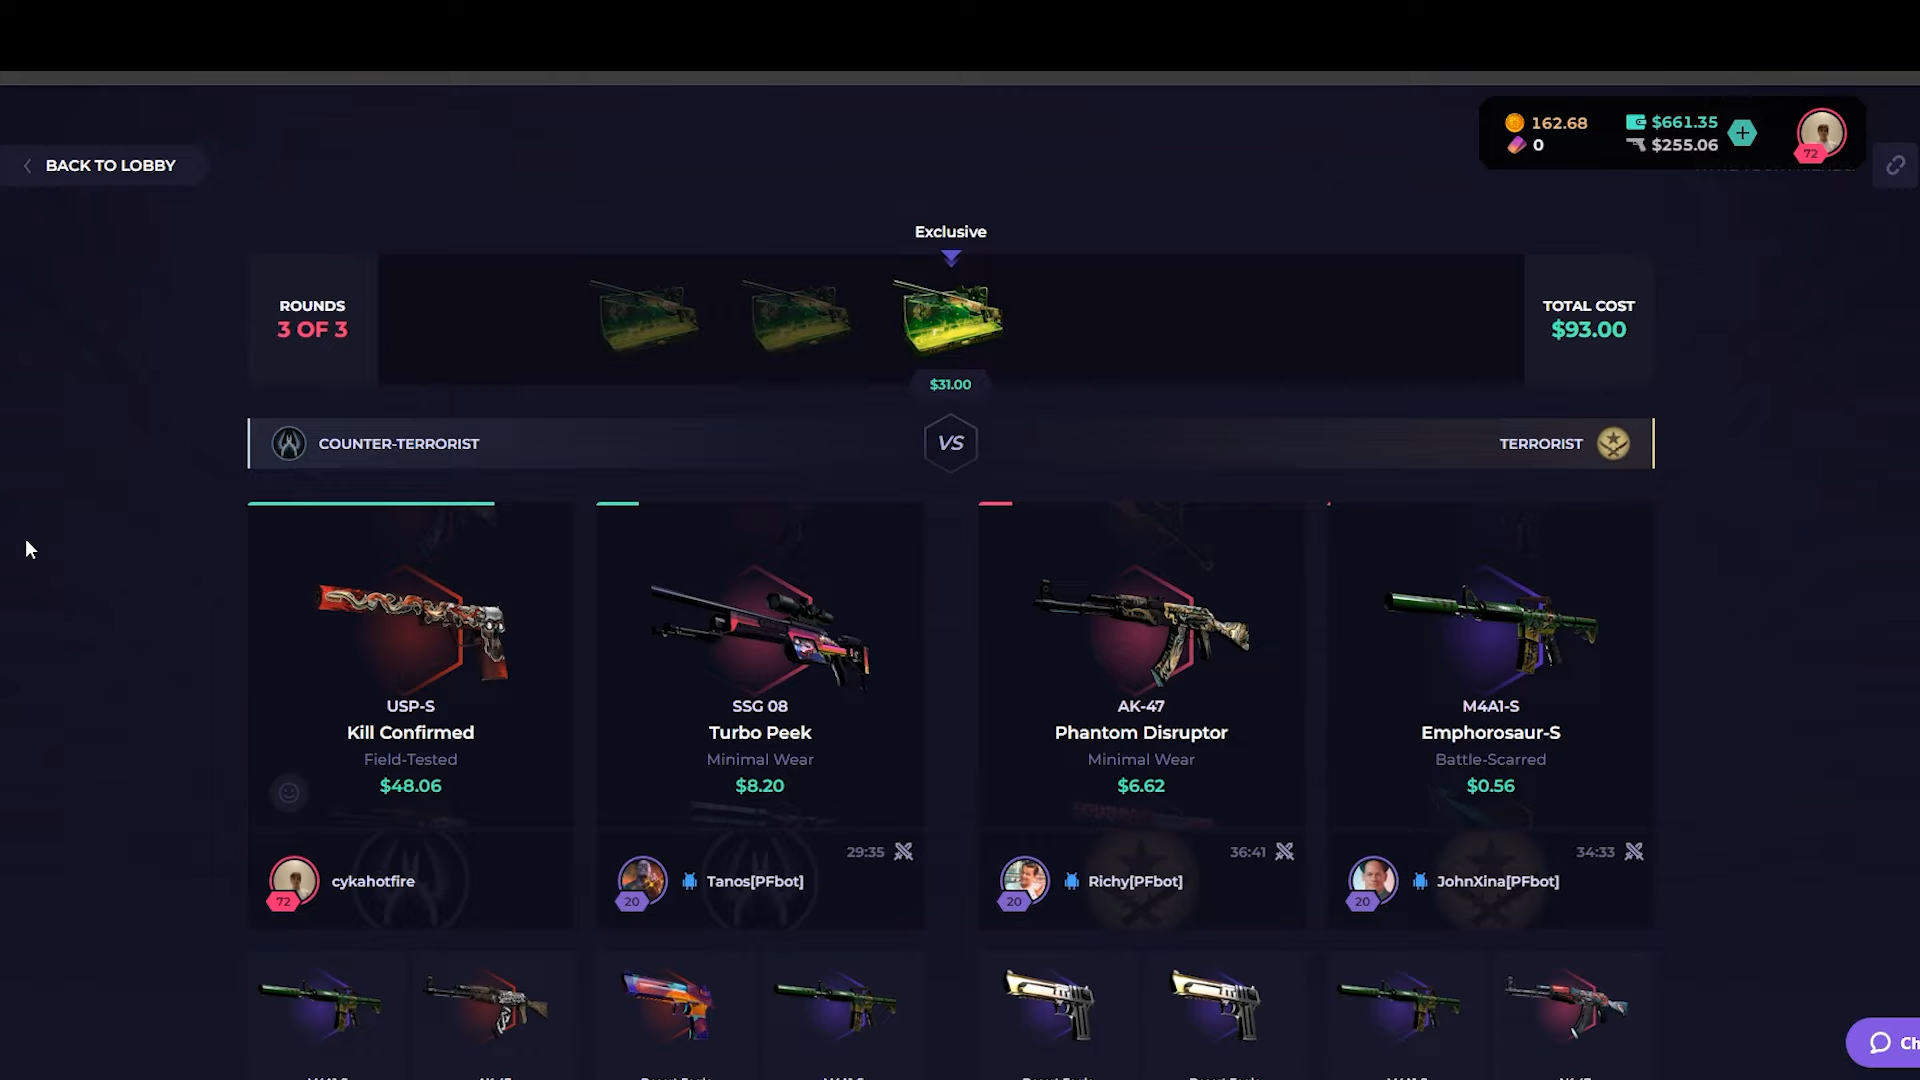 162.68
$661.35
0
$255.06
72
BACK TO LOBBY
Exclusive
ROUNDS
3 OF 3
TOTAL COST
$93.00
$31.00
COUNTER-TERRORIST
VS
TERRORIST
USP-S
Kill Confirmed
Field-Tested
$48.06
SSG 08
Turbo Peek
Minimal Wear
$8.20
AK-47
Phantom Disruptor
Minimal Wear
$6.62
M4A1-S
Emphorosaur-S
Battle-Scarred
$0.56
cykahotfire
72
29:35
Tanos[PFbot]
20
36:41
Richy[PFbot]
20
34:33
JohnXina[PFbot]
20
Ch